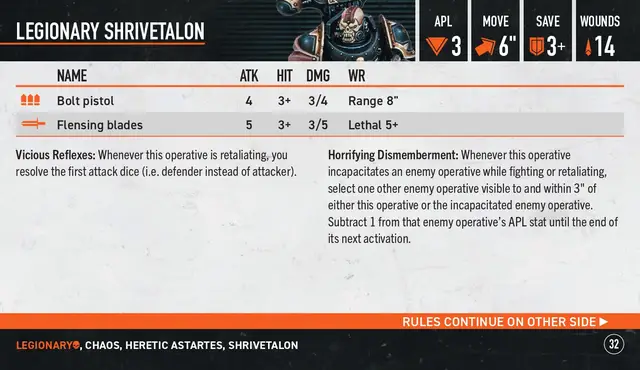 LEGIONARY SHRIVETALON
APL
3
MOVE
6"
SAVE
3+
WOUNDS
14
NAME ATK HIT DMG WR
Bolt pistol 4 3+ 3/4 Range 8"
Flensing blades 5 3+ 3/5 Lethal 5+
Vicious Reflexes: Whenever this operative is retaliating, you
resolve the first attack dice (i.e. defender instead of attacker).
Horrifying Dismemberment: Whenever this operative
incapacitates an enemy operative while fighting or retaliating,
select one other enemy operative visible to and within 3" of
either this operative or the incapacitated enemy operative.
Subtract 1 from that enemy operative's APL stat until the end of
its next activation.
RULES CONTINUE ON OTHER SIDE ▶
LEGIONARY, CHAOS, HERETIC ASTARTES, SHRIVETALON
32